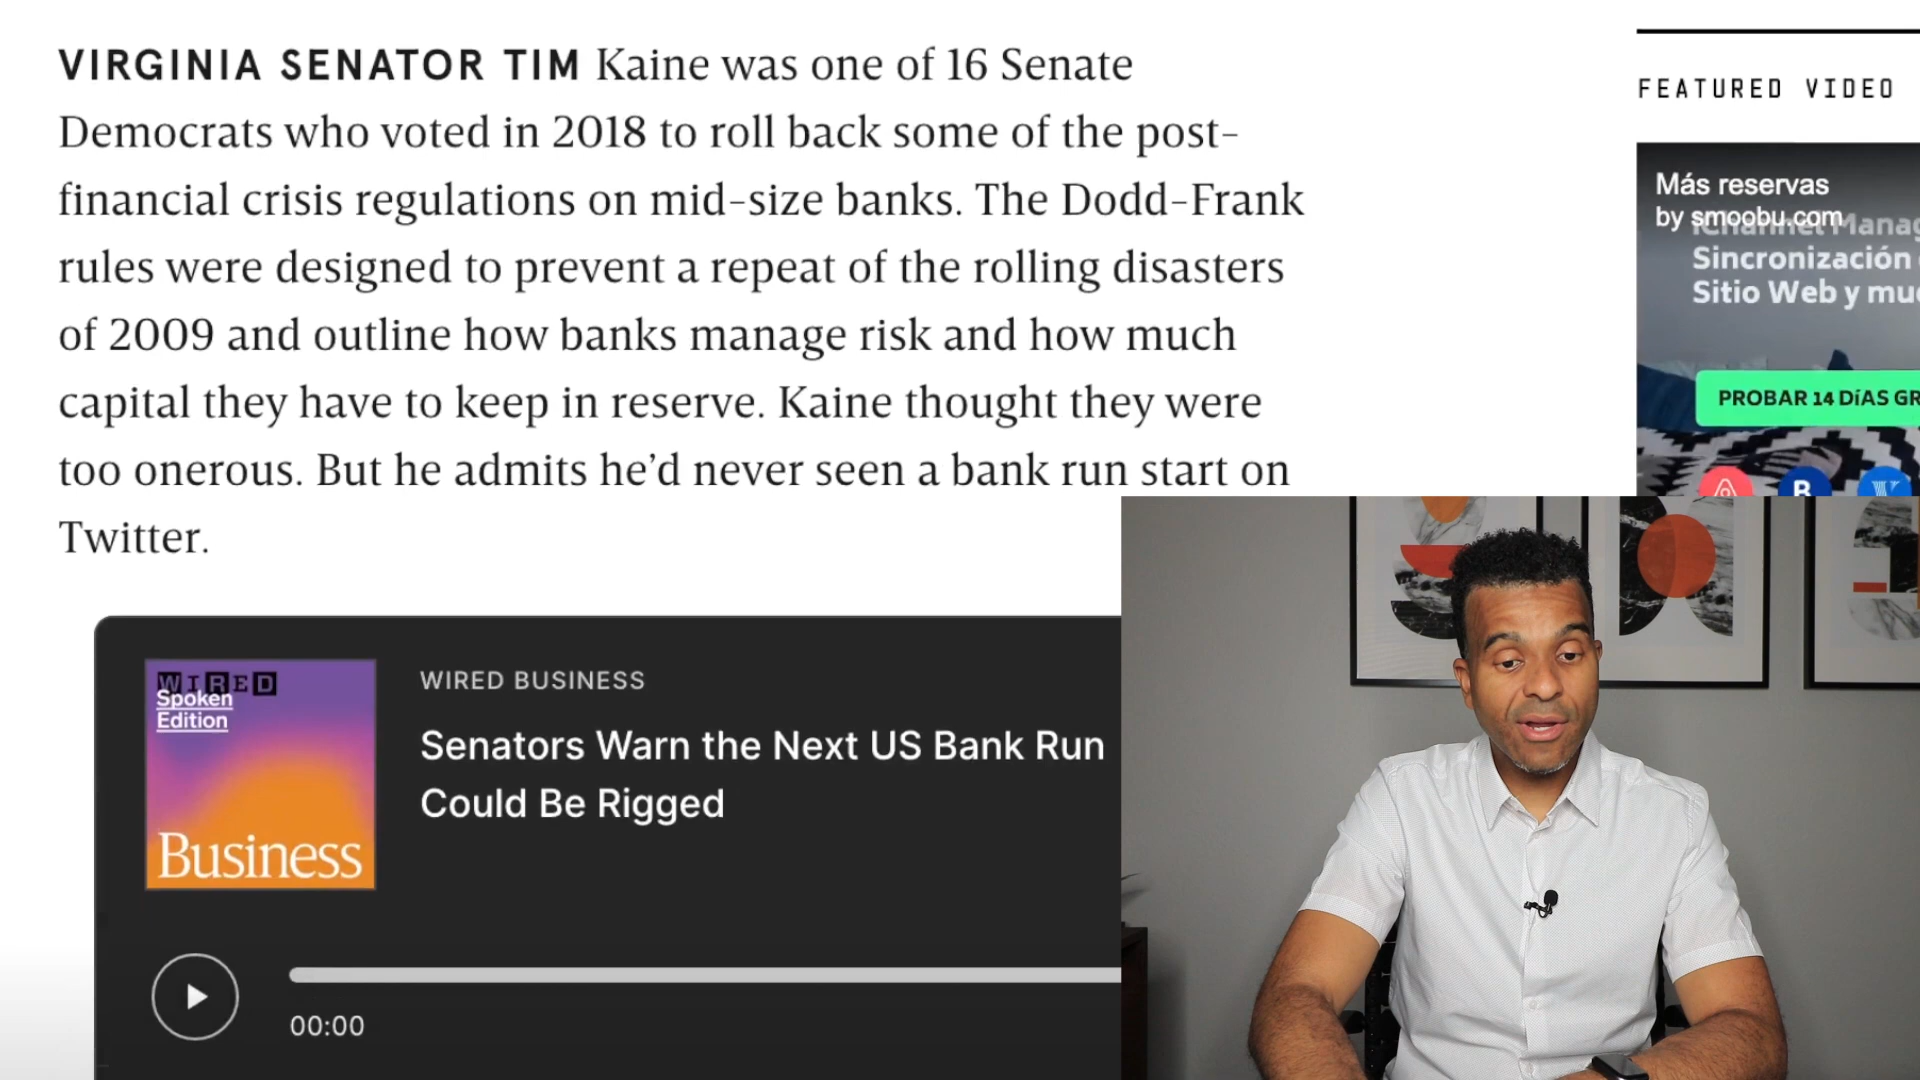 VIRGINIA SENATOR TIM Kaine was one of 16 Senate
Democrats who voted in 2018 to roll back some of the post-
financial crisis regulations on mid-size banks. The Dodd-Frank
rules were designed to prevent a repeat of the rolling disasters
of 2009 and outline how banks manage risk and how much
capital they have to keep in reserve. Kaine thought they were
too onerous. But he admits he'd never seen a bank run start on
Twitter.
FEATURED VIDEO
Más reservas
by smoobu.com
Channel Manag
Sincronización
Sitio Web y mu
PROBAR 14 DÍAS GR
B
WIRED
Spoken
Edition
Business
WIRED BUSINESS
Senators Warn the Next US Bank Run
Could Be Rigged
00:00